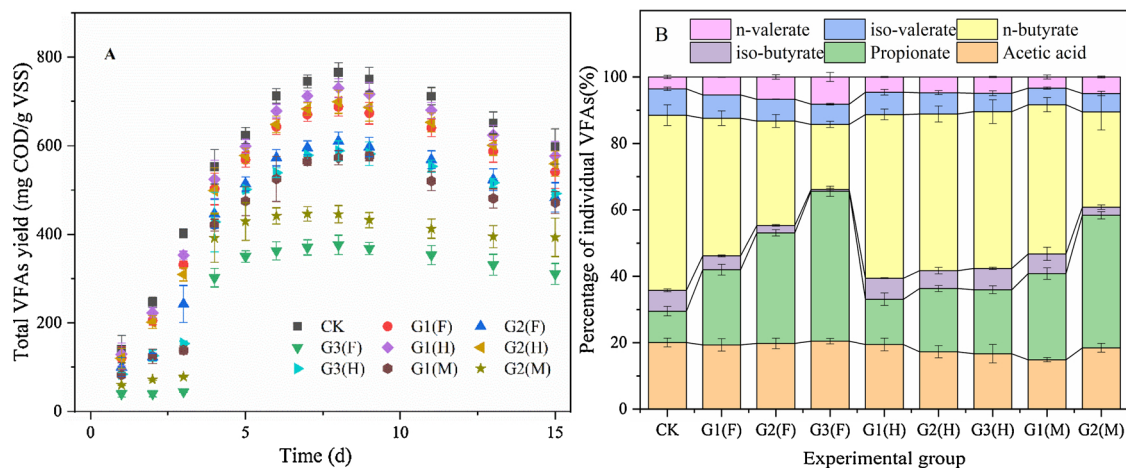 A
Total VFAs yield (mg COD/g VSS)
800
600
400
200
0
CK G1(F) G2(F)
G3(F) G1(H) G2(H)
G3(H) G1(M) G2(M)
0 5 10 15
Time (d)
n-valerate iso-valerate n-butyrate
iso-butyrate Propionate Acetic acid
B
Percentage of individual VFAs(%)
100
80
60
40
20
0
CK G1(F) G2(F) G3(F) G1(H) G2(H) G3(H) G1(M) G2(M)
Experimental group